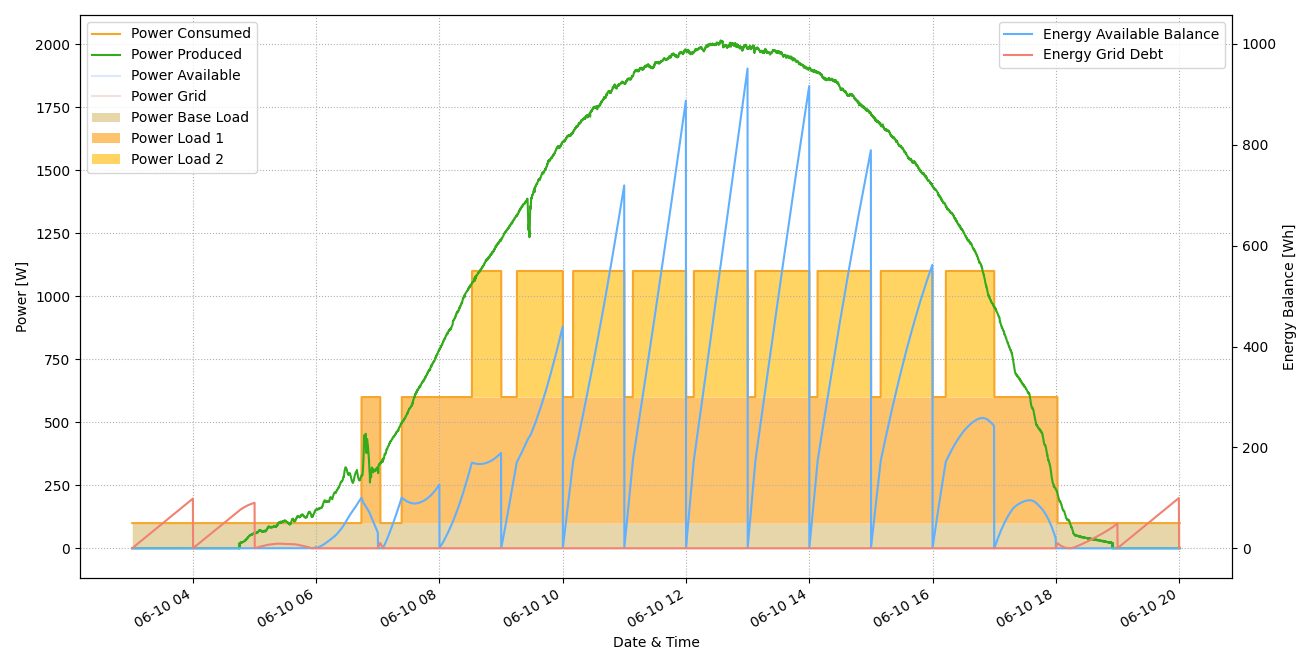 Power Consumed
Power Produced
Power Available
Power Grid
Power Base Load
Power Load 1
Power Load 2
Energy Available Balance
Energy Grid Debt
2000
1750
1500
1250
1000
750
500
250
0
Power [W]
1000
800
600
400
200
0
Energy Balance [Wh]
06-10 04
06-10 06
06-10 08
06-10 10
06-10 12
06-10 14
06-10 16
06-10 18
06-10 20
Date & Time